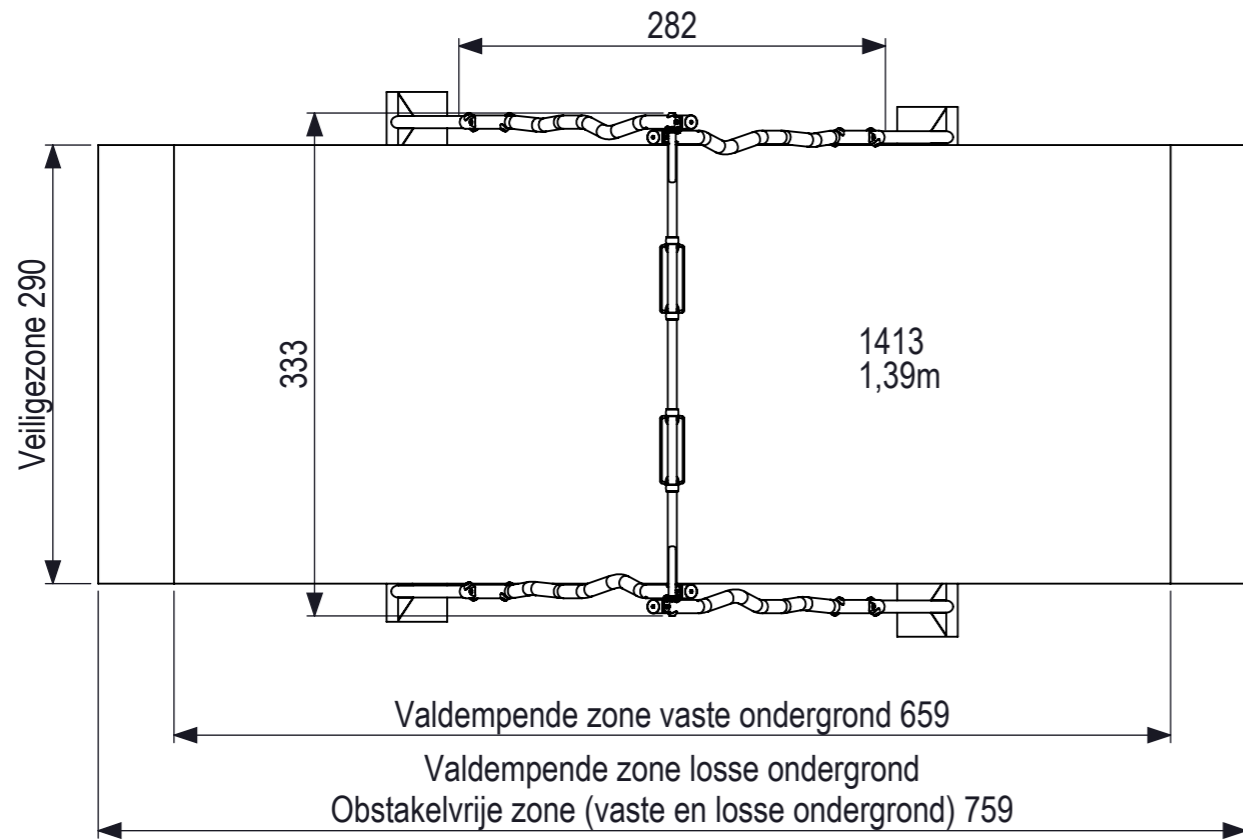 282
Veiligezone 290
333
1413
1,39m
Valdempende zone vaste ondergrond 659
Valdempende zone losse ondergrond
Obstakelvrije zone (vaste en losse ondergrond) 759